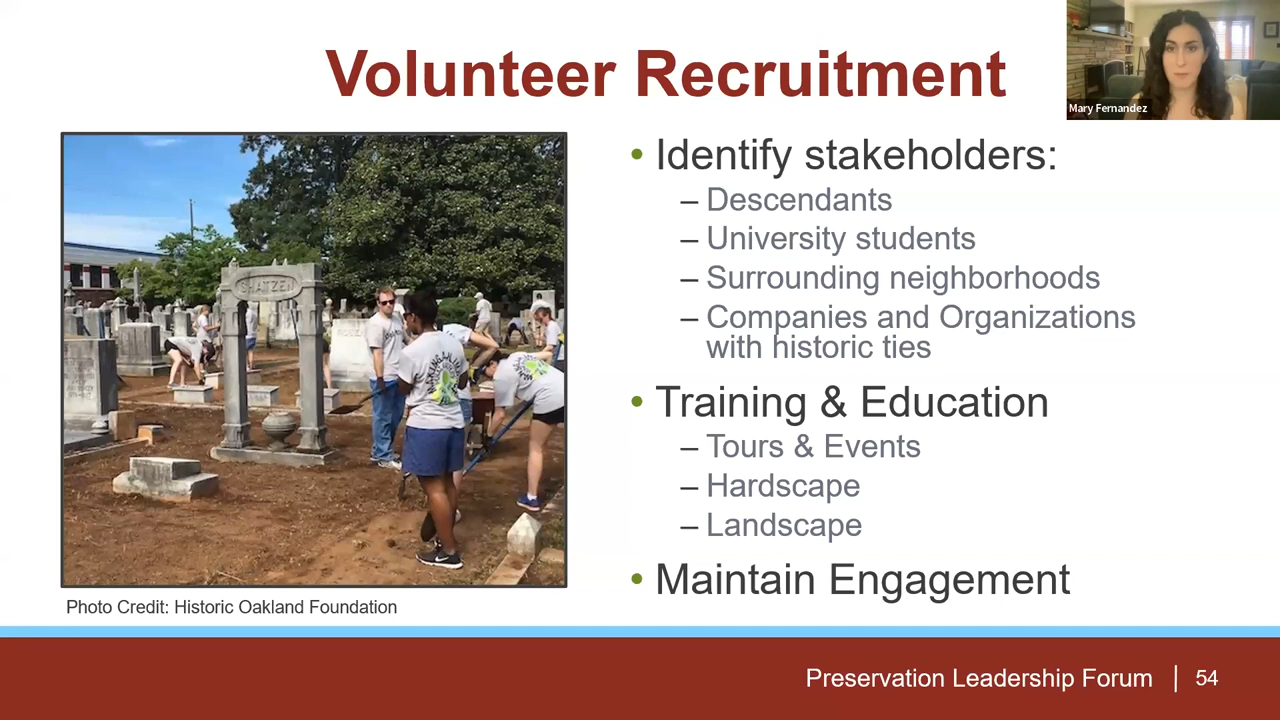 Volunteer Recruitment
Mary Fernandez
SHATZEN
• Identify stakeholders:
– Descendants
– University students
– Surrounding neighborhoods
– Companies and Organizations
with historic ties
• Training & Education
– Tours & Events
– Hardscape
– Landscape
• Maintain Engagement
Photo Credit: Historic Oakland Foundation
Preservation Leadership Forum | 54